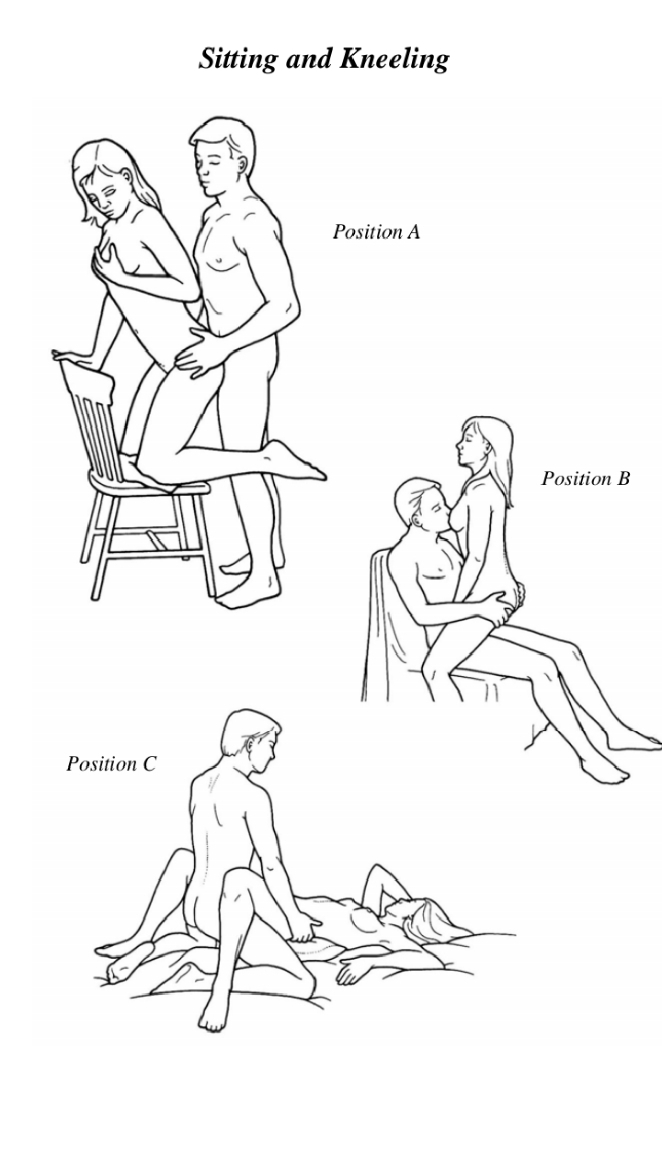 Sitting and Kneeling
Position A
Position B
Position C